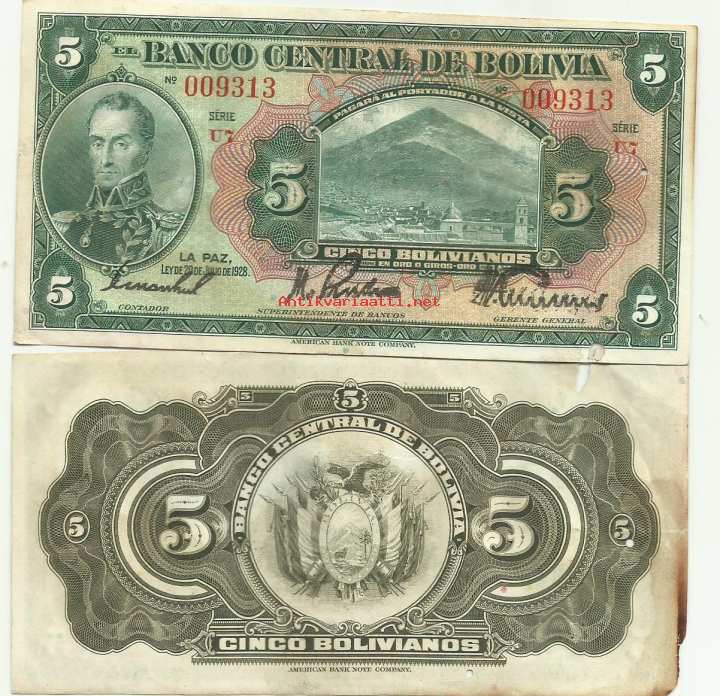 5 5
EL BANCO CENTRAL DE BOLIVIA
Nº 009313 Nº 009313
PAGARÁ AL PORTADOR A LA VISTA
SÉRIE SÉRIE
U7 U7
5 5
CINCO BOLIVIANOS
EN ORO O GIROS-ORO
LA PAZ,
LEY DE 20 DE JULIO DE 1928.
Antikvariaatti.net
5 5
CONTADOR SUPERINTENDENTE DE BANCOS GERENTE GENERAL
AMERICAN BANK NOTE COMPANY.
5 5 5
BANCO CENTRAL DE BOLIVIA
5 5 5 5
CINCO BOLIVIANOS
AMERICAN BANK NOTE COMPANY.